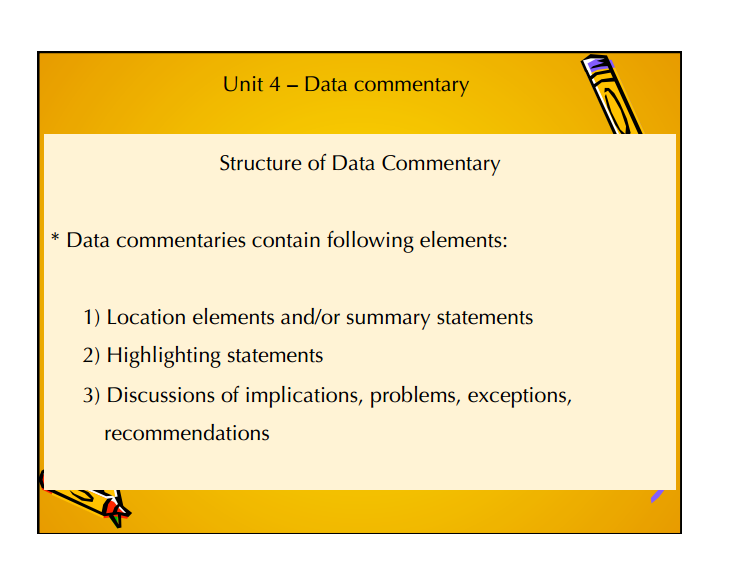 Unit 4 – Data commentary
Structure of Data Commentary
* Data commentaries contain following elements:
1) Location elements and/or summary statements
2) Highlighting statements
3) Discussions of implications, problems, exceptions,
recommendations